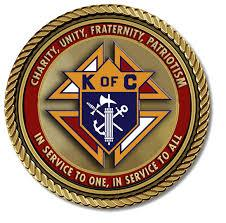 CHARITY, UNITY, FRATERNITY, PATRIOTISM
K OF C
IN SERVICE TO ONE, IN SERVICE TO ALL